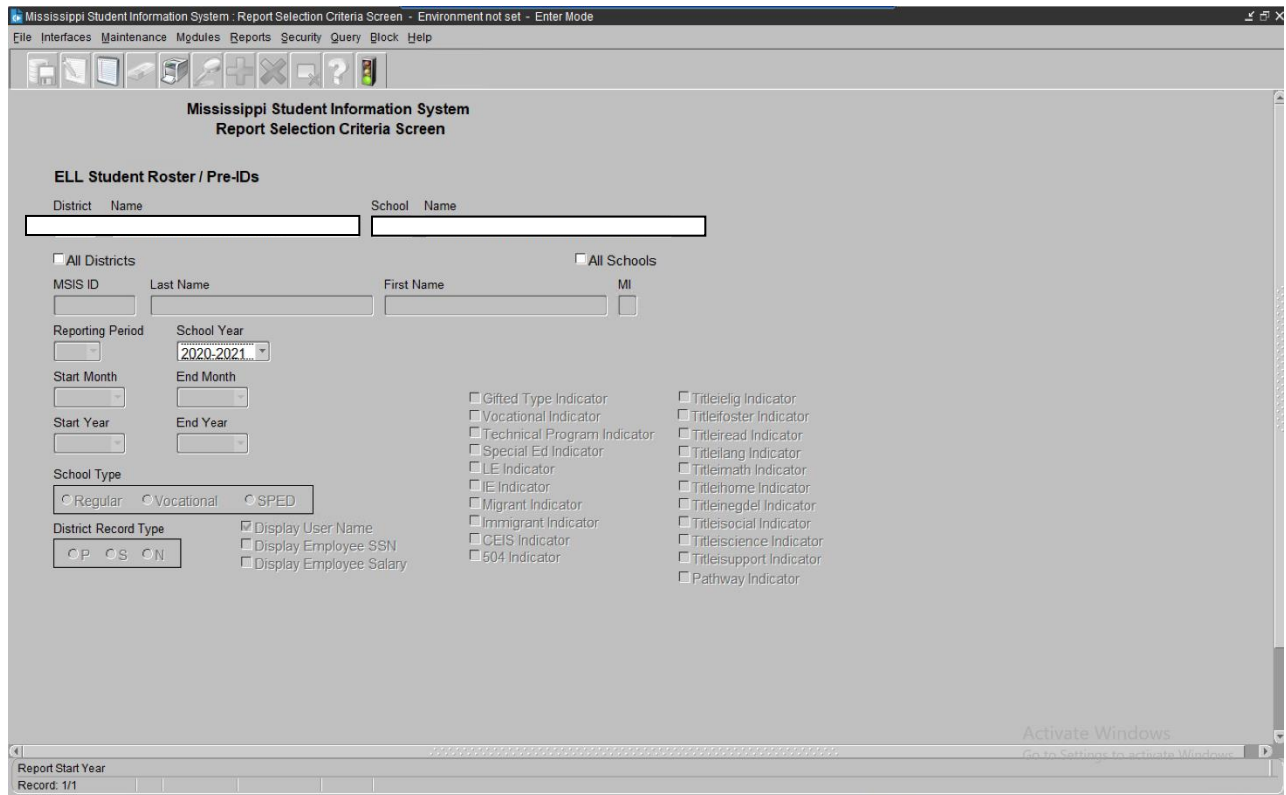 Mississippi Student Information System : Report Selection Criteria Screen - Environment not set - Enter Mode
File Interfaces Maintenance Modules Reports Security Query Block Help
Mississippi Student Information System
Report Selection Criteria Screen
ELL Student Roster / Pre-IDs
District Name School Name
All Districts All Schools
MSIS ID Last Name First Name MI
Reporting Period School Year
2020-2021
Start Month End Month
Start Year End Year
School Type
Regular Vocational SPED
District Record Type
P S N
Display User Name
Display Employee SSN
Display Employee Salary
Gifted Type Indicator
Vocational Indicator
Technical Program Indicator
Special Ed Indicator
LE Indicator
IE Indicator
Migrant Indicator
Immigrant Indicator
CEIS Indicator
504 Indicator
Titleielig Indicator
Titleifoster Indicator
Titleiread Indicator
Titleilang Indicator
Titleimath Indicator
Titleihome Indicator
Titleinegdel Indicator
Titleisocial Indicator
Titleiscience Indicator
Titleisupport Indicator
Pathway Indicator
Activate Windows
Go to Settings to activate Windows.
Report Start Year
Record: 1/1